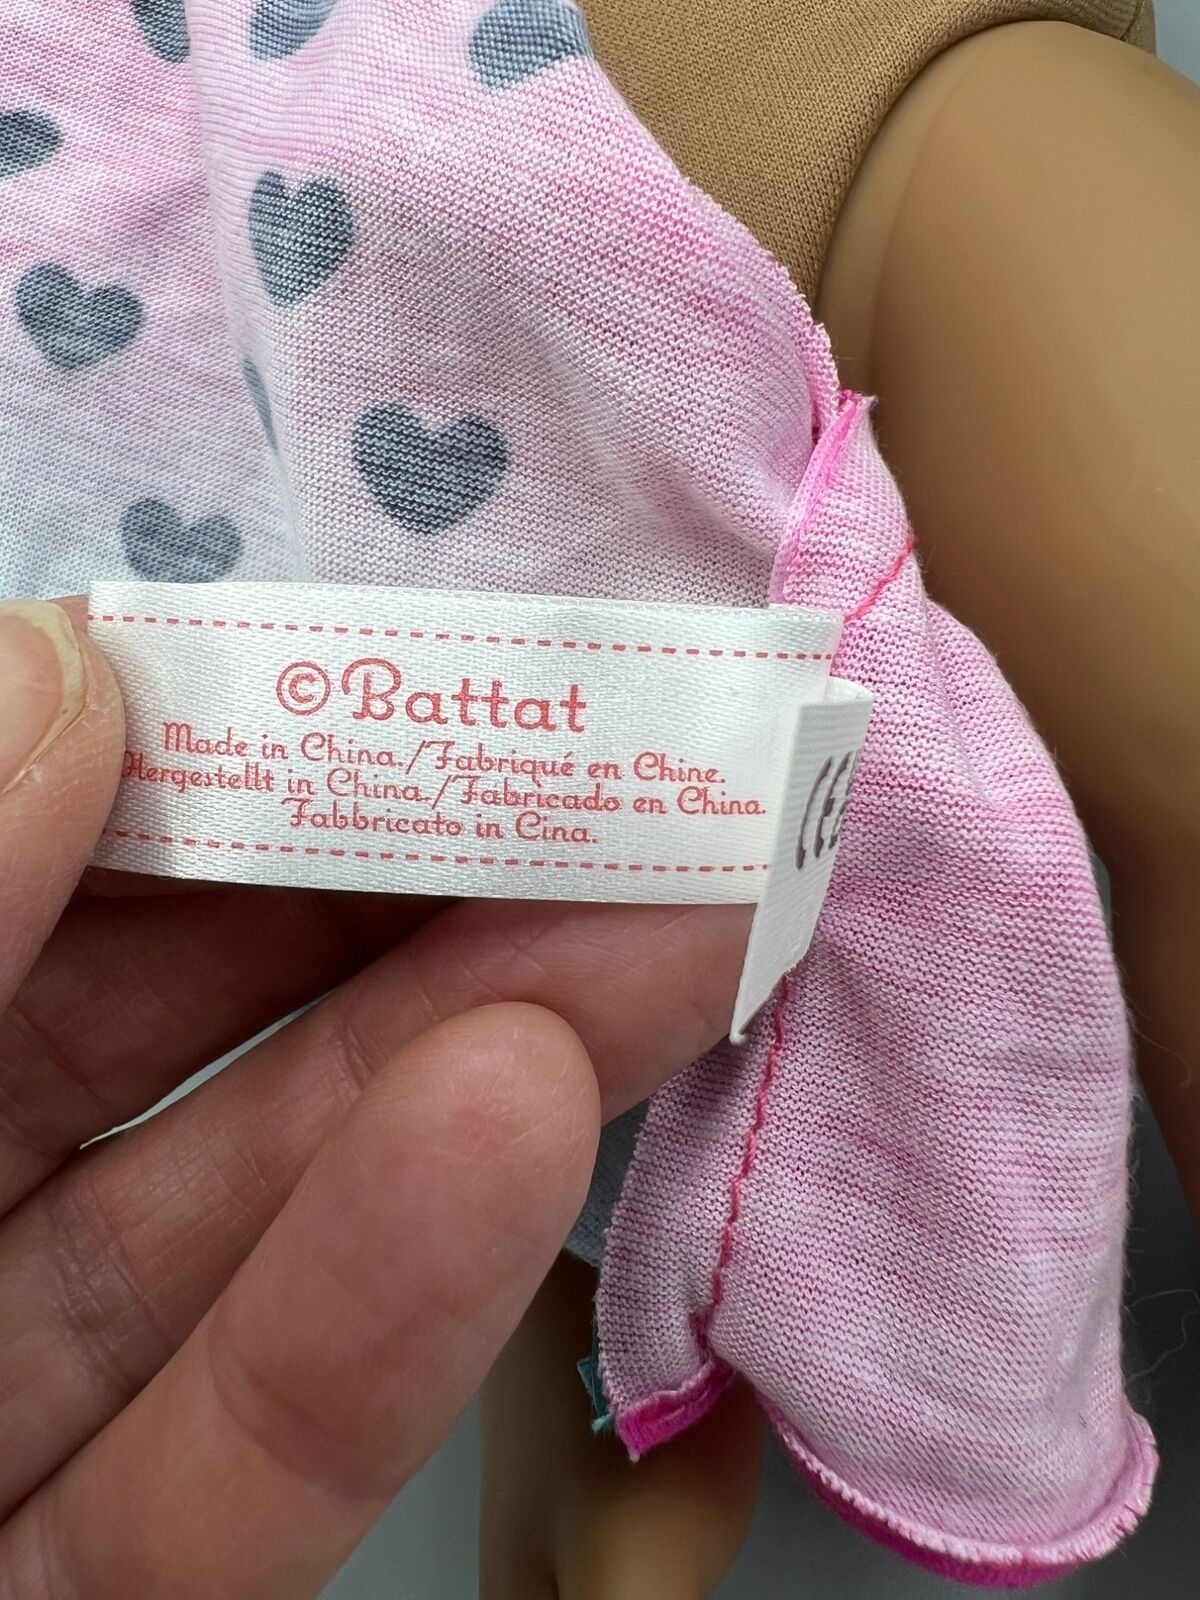 © Battat
Made in China./Fabriqué en Chine.
Hergestellt in China./Fabricado en China.
Fabbricato in Cina.